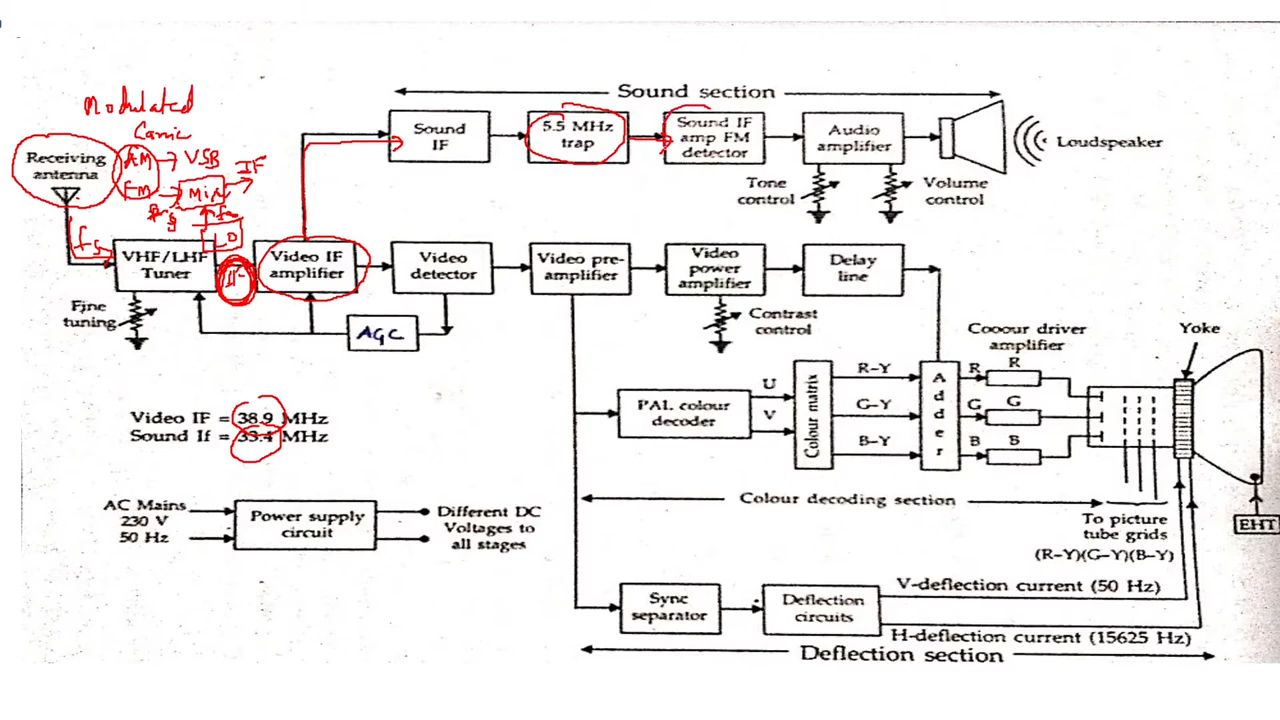 Sound section
Modulated
Receiving
antenna
AM → VSB
FM
IF
fs
LO
IF
Sound
IF
5.5 MHz
trap
Sound IF
amp FM
detector
Audio
amplifier
Loudspeaker
Tone
control
Volume
control
VHF/LHF
Tuner
Video IF
amplifier
Video
detector
Video pre-
amplifier
Video
power
amplifier
Delay
line
Fine
tuning
AGC
Contrast
control
Cooour driver
amplifier
Yoke
Video IF = 38.9 MHz
Sound If = 33.4 MHz
PAL colour
decoder
U
V
Colour matrix
R–Y
G–Y
B–Y
Adder
R
G
B
R
G
B
Colour decoding section
To picture
tube grids
(R–Y)(G–Y)(B–Y)
EHT
AC Mains
230 V
50 Hz
Power supply
circuit
Different DC
Voltages to
all stages
Sync
separator
Deflection
circuits
V-deflection current (50 Hz)
H-deflection current (15625 Hz)
Deflection section